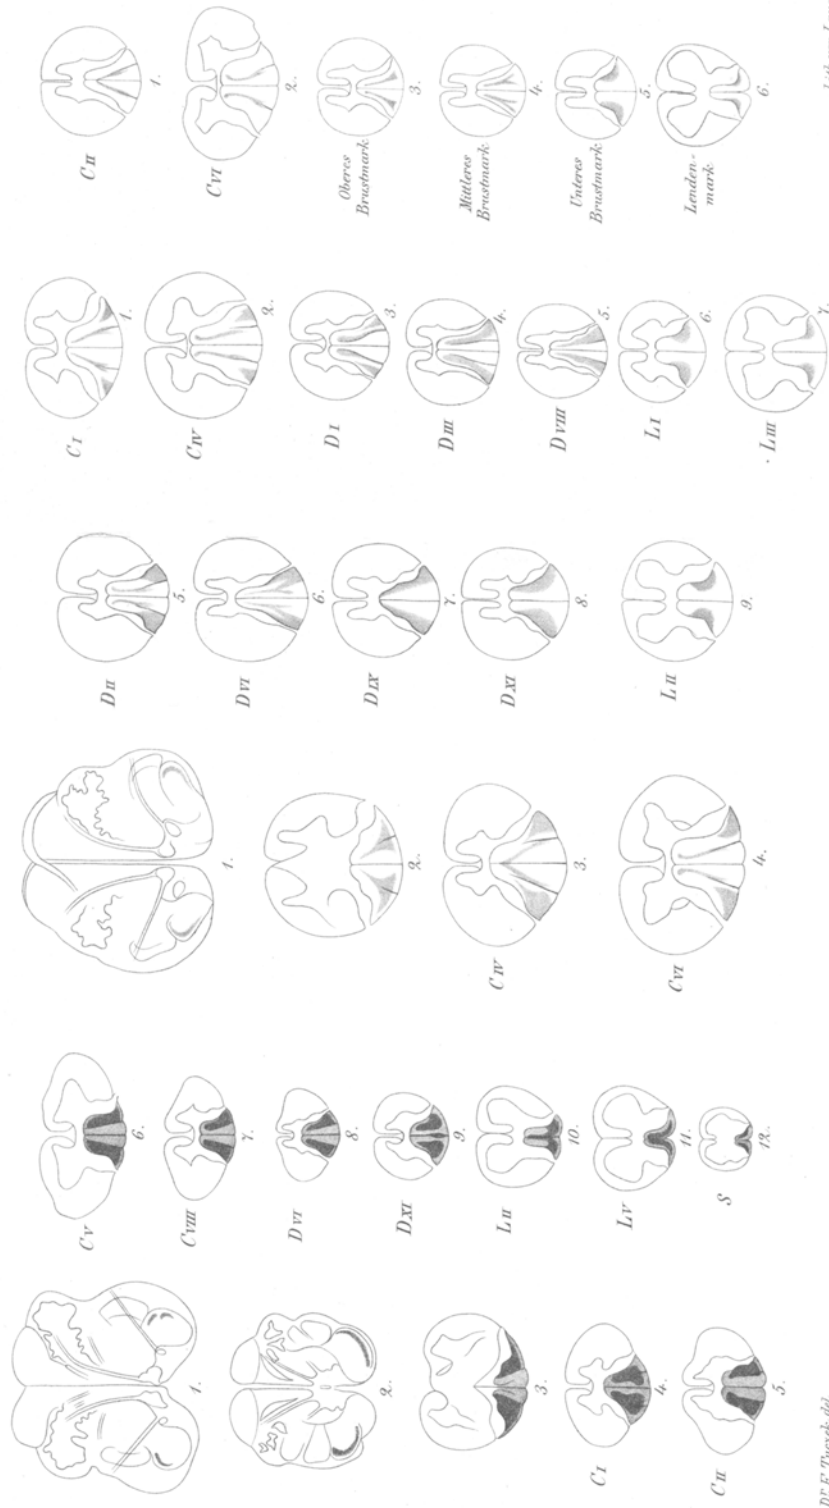 1.
2.
3.
C I
4.
C II
5.
C V
6.
C VIII
7.
D VI
8.
D XI
9.
L II
10.
L V
11.
S
12.
1.
2.
C IV
3.
C VI
4.
D II
5.
D VI
6.
D IX
7.
D XI
8.
L II
9.
C I
1.
C IV
2.
D I
3.
D III
4.
D VIII
5.
L I
6.
L III
7.
C II
1.
C VI
2.
Oberes
Brustmark
3.
Mittleres
Brustmark
4.
Unteres
Brustmark
5.
Lenden-
mark
6.
Dr F. Tuczek del.